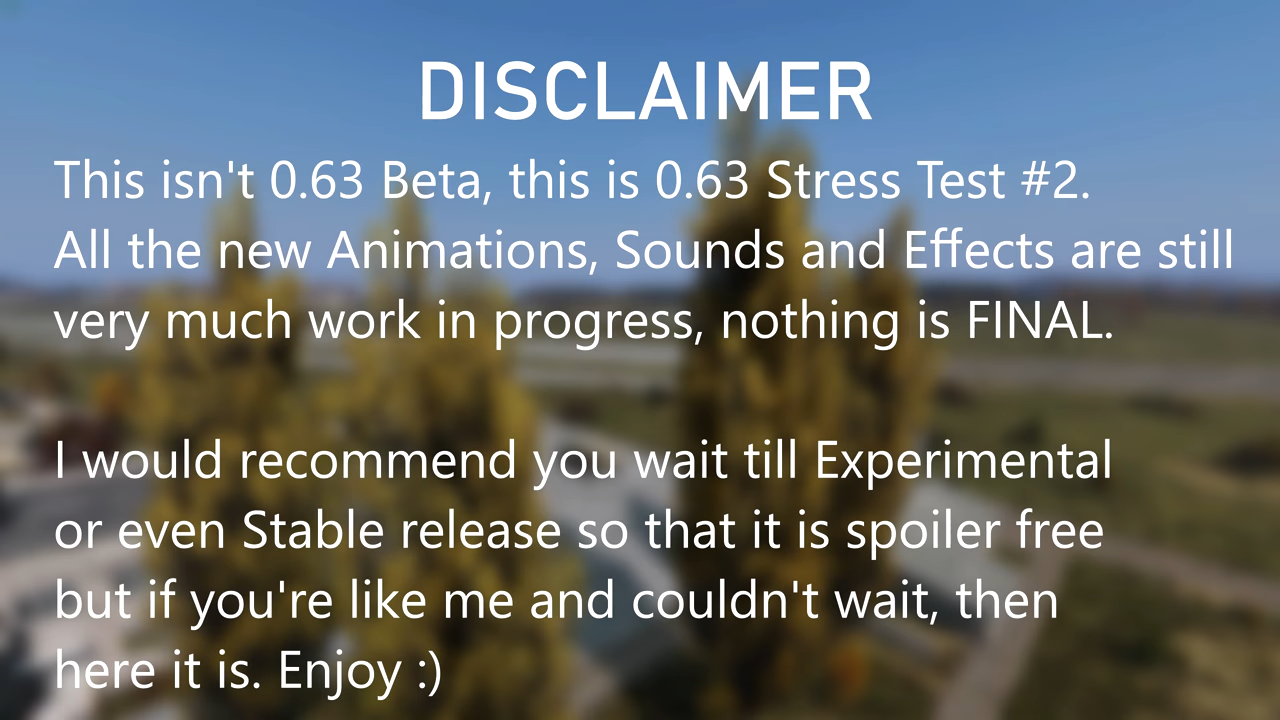 DISCLAIMER
This isn't 0.63 Beta, this is 0.63 Stress Test #2.
All the new Animations, Sounds and Effects are still
very much work in progress, nothing is FINAL.
I would recommend you wait till Experimental
or even Stable release so that it is spoiler free
but if you're like me and couldn't wait, then
here it is. Enjoy :)